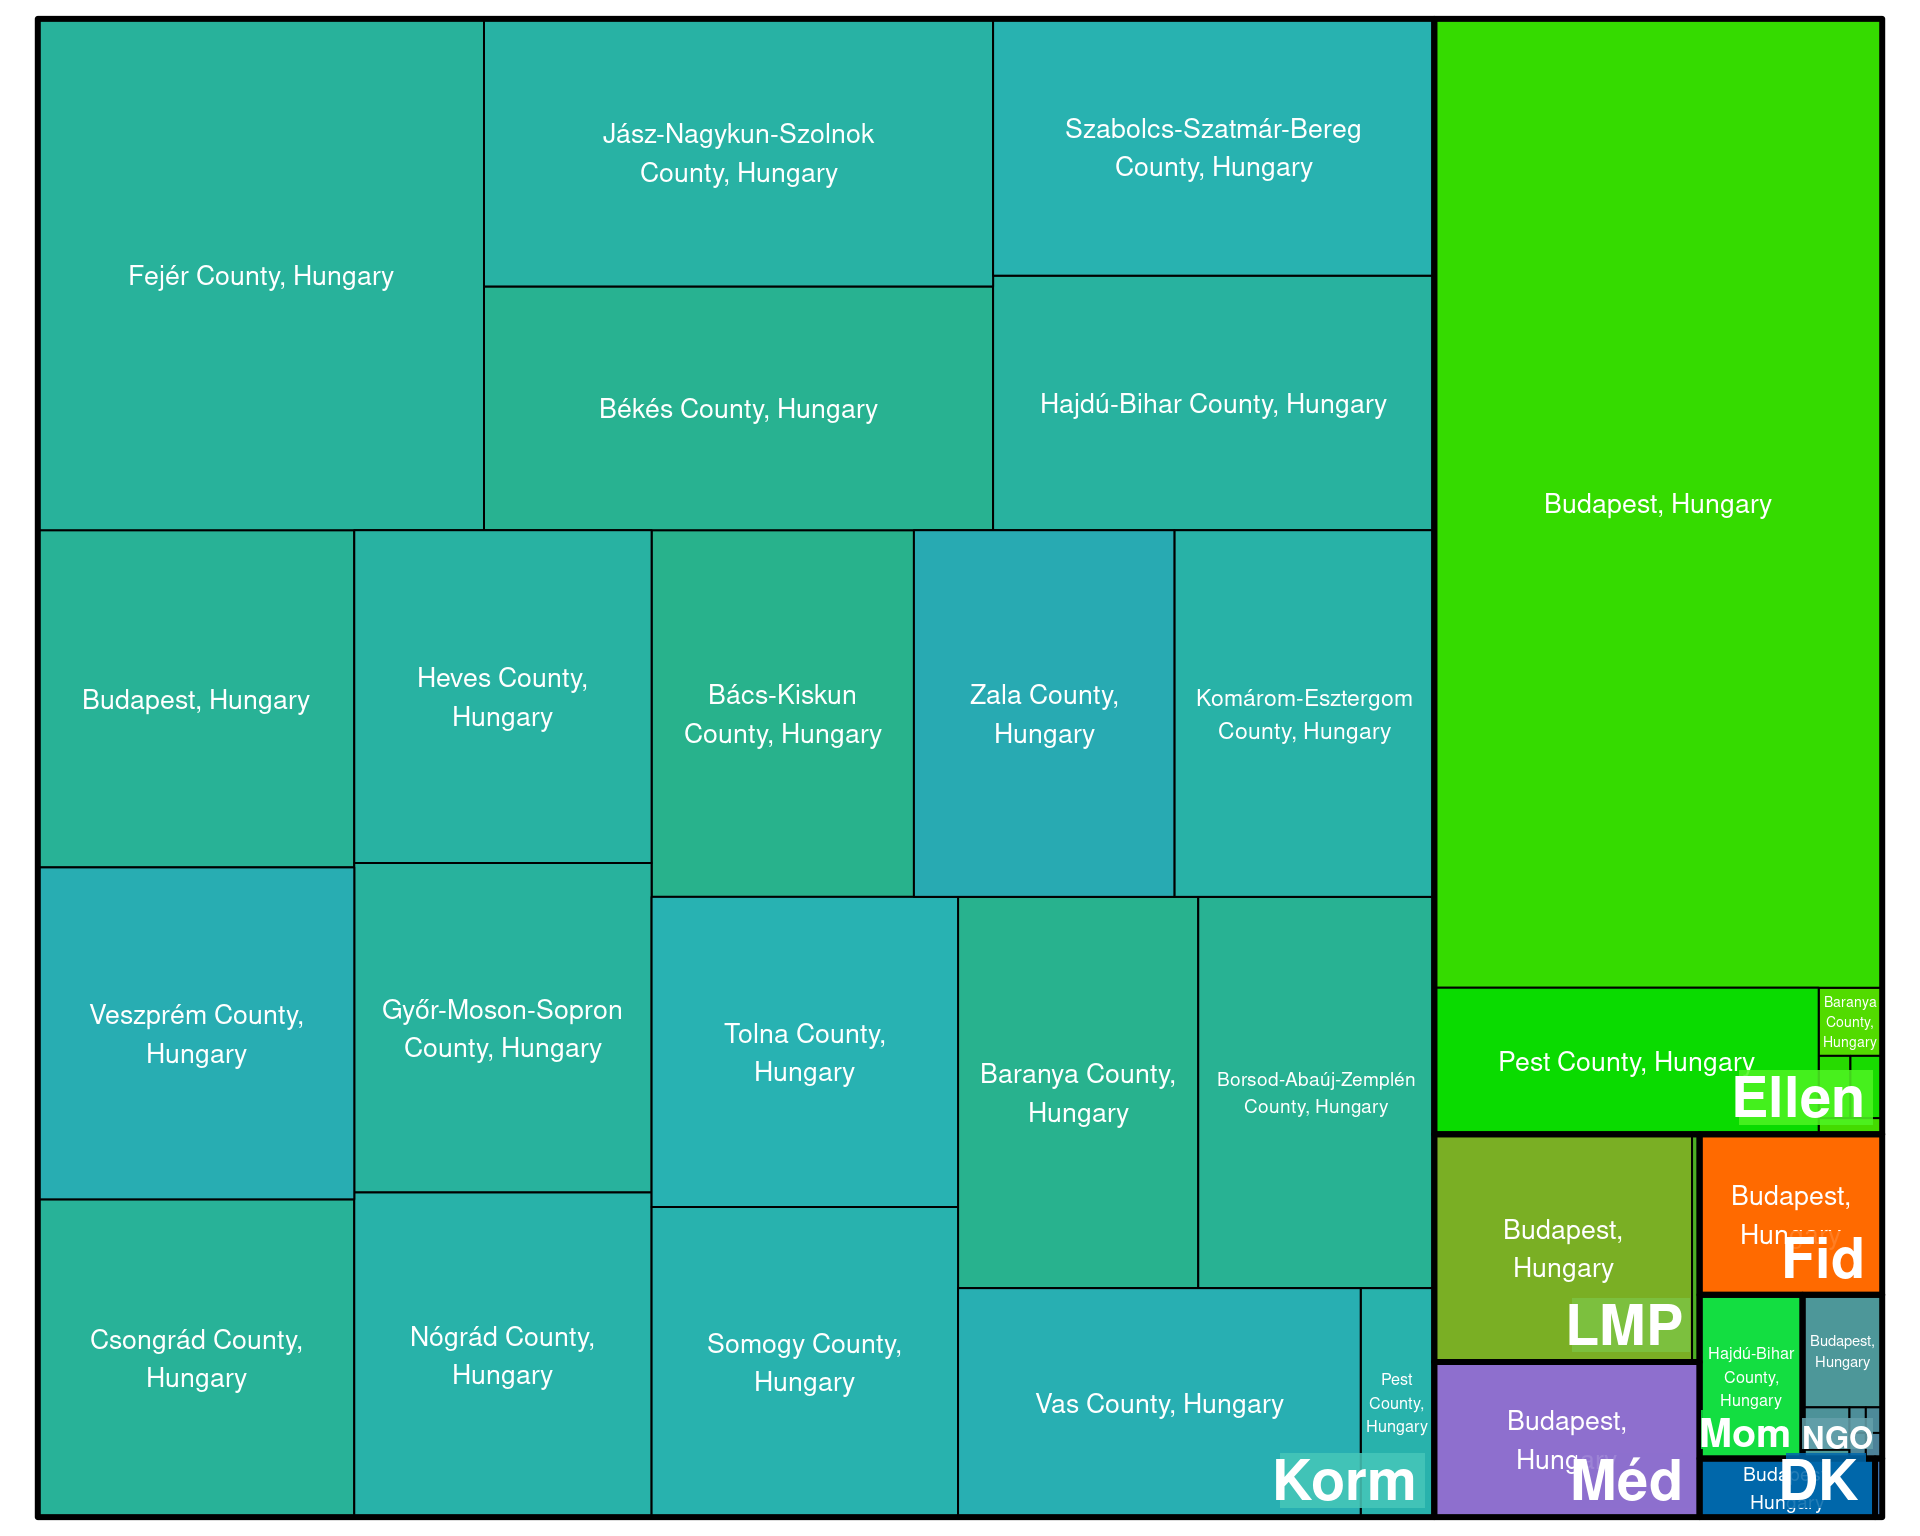 Fejér County, Hungary
Jász-Nagykun-Szolnok
County, Hungary
Szabolcs-Szatmár-Bereg
County, Hungary
Békés County, Hungary
Hajdú-Bihar County, Hungary
Budapest, Hungary
Heves County,
Hungary
Bács-Kiskun
County, Hungary
Zala County,
Hungary
Komárom-Esztergom
County, Hungary
Veszprém County,
Hungary
Győr-Moson-Sopron
County, Hungary
Tolna County,
Hungary
Baranya County,
Hungary
Borsod-Abaúj-Zemplén
County, Hungary
Csongrád County,
Hungary
Nógrád County,
Hungary
Somogy County,
Hungary
Vas County, Hungary
Pest
County,
Hungary
Korm
Budapest, Hungary
Pest County, Hungary
Baranya
County,
Hungary
Ellen
Budapest,
Hungary
LMP
Budapest,
Hungary
Fid
Budapest,
Hungary
Méd
Hajdú-Bihar
County,
Hungary
Mom
Budapest,
Hungary
NGO
Budapest,
Hungary
DK